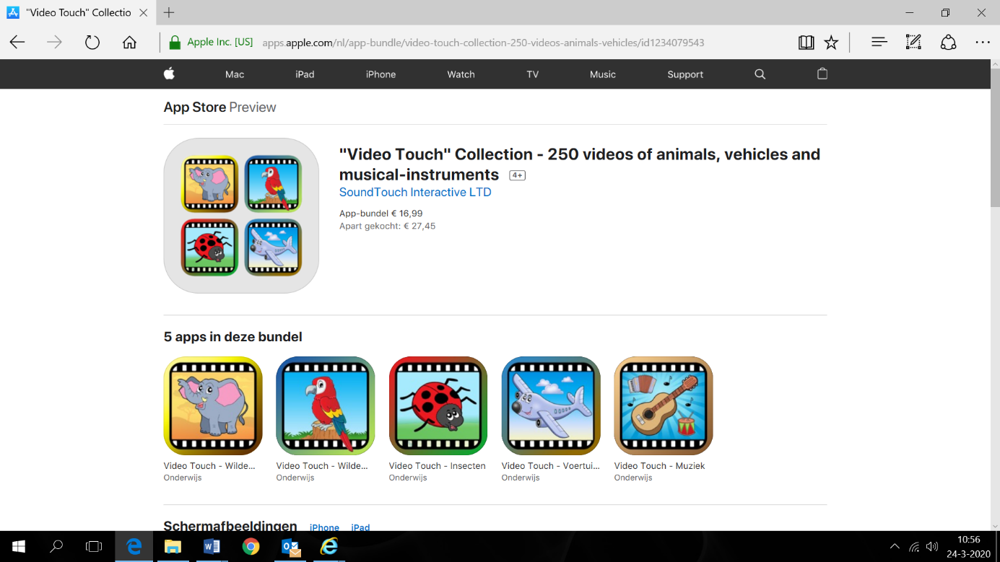 "Video Touch" Collectio
Apple Inc. [US] apps.apple.com/nl/app-bundle/video-touch-collection-250-videos-animals-vehicles/id1234079543
Mac iPad iPhone Watch TV Music Support
App Store Preview
"Video Touch" Collection - 250 videos of animals, vehicles and
musical-instruments 4+
SoundTouch Interactive LTD
App-bundel € 16,99
Apart gekocht: € 27,45
5 apps in deze bundel
Video Touch - Wilde... Video Touch - Wilde... Video Touch - Insecten Video Touch - Voertui... Video Touch - Muziek
Onderwijs Onderwijs Onderwijs Onderwijs Onderwijs
Schermafbeeldingen iPhone iPad
10:56
24-3-2020